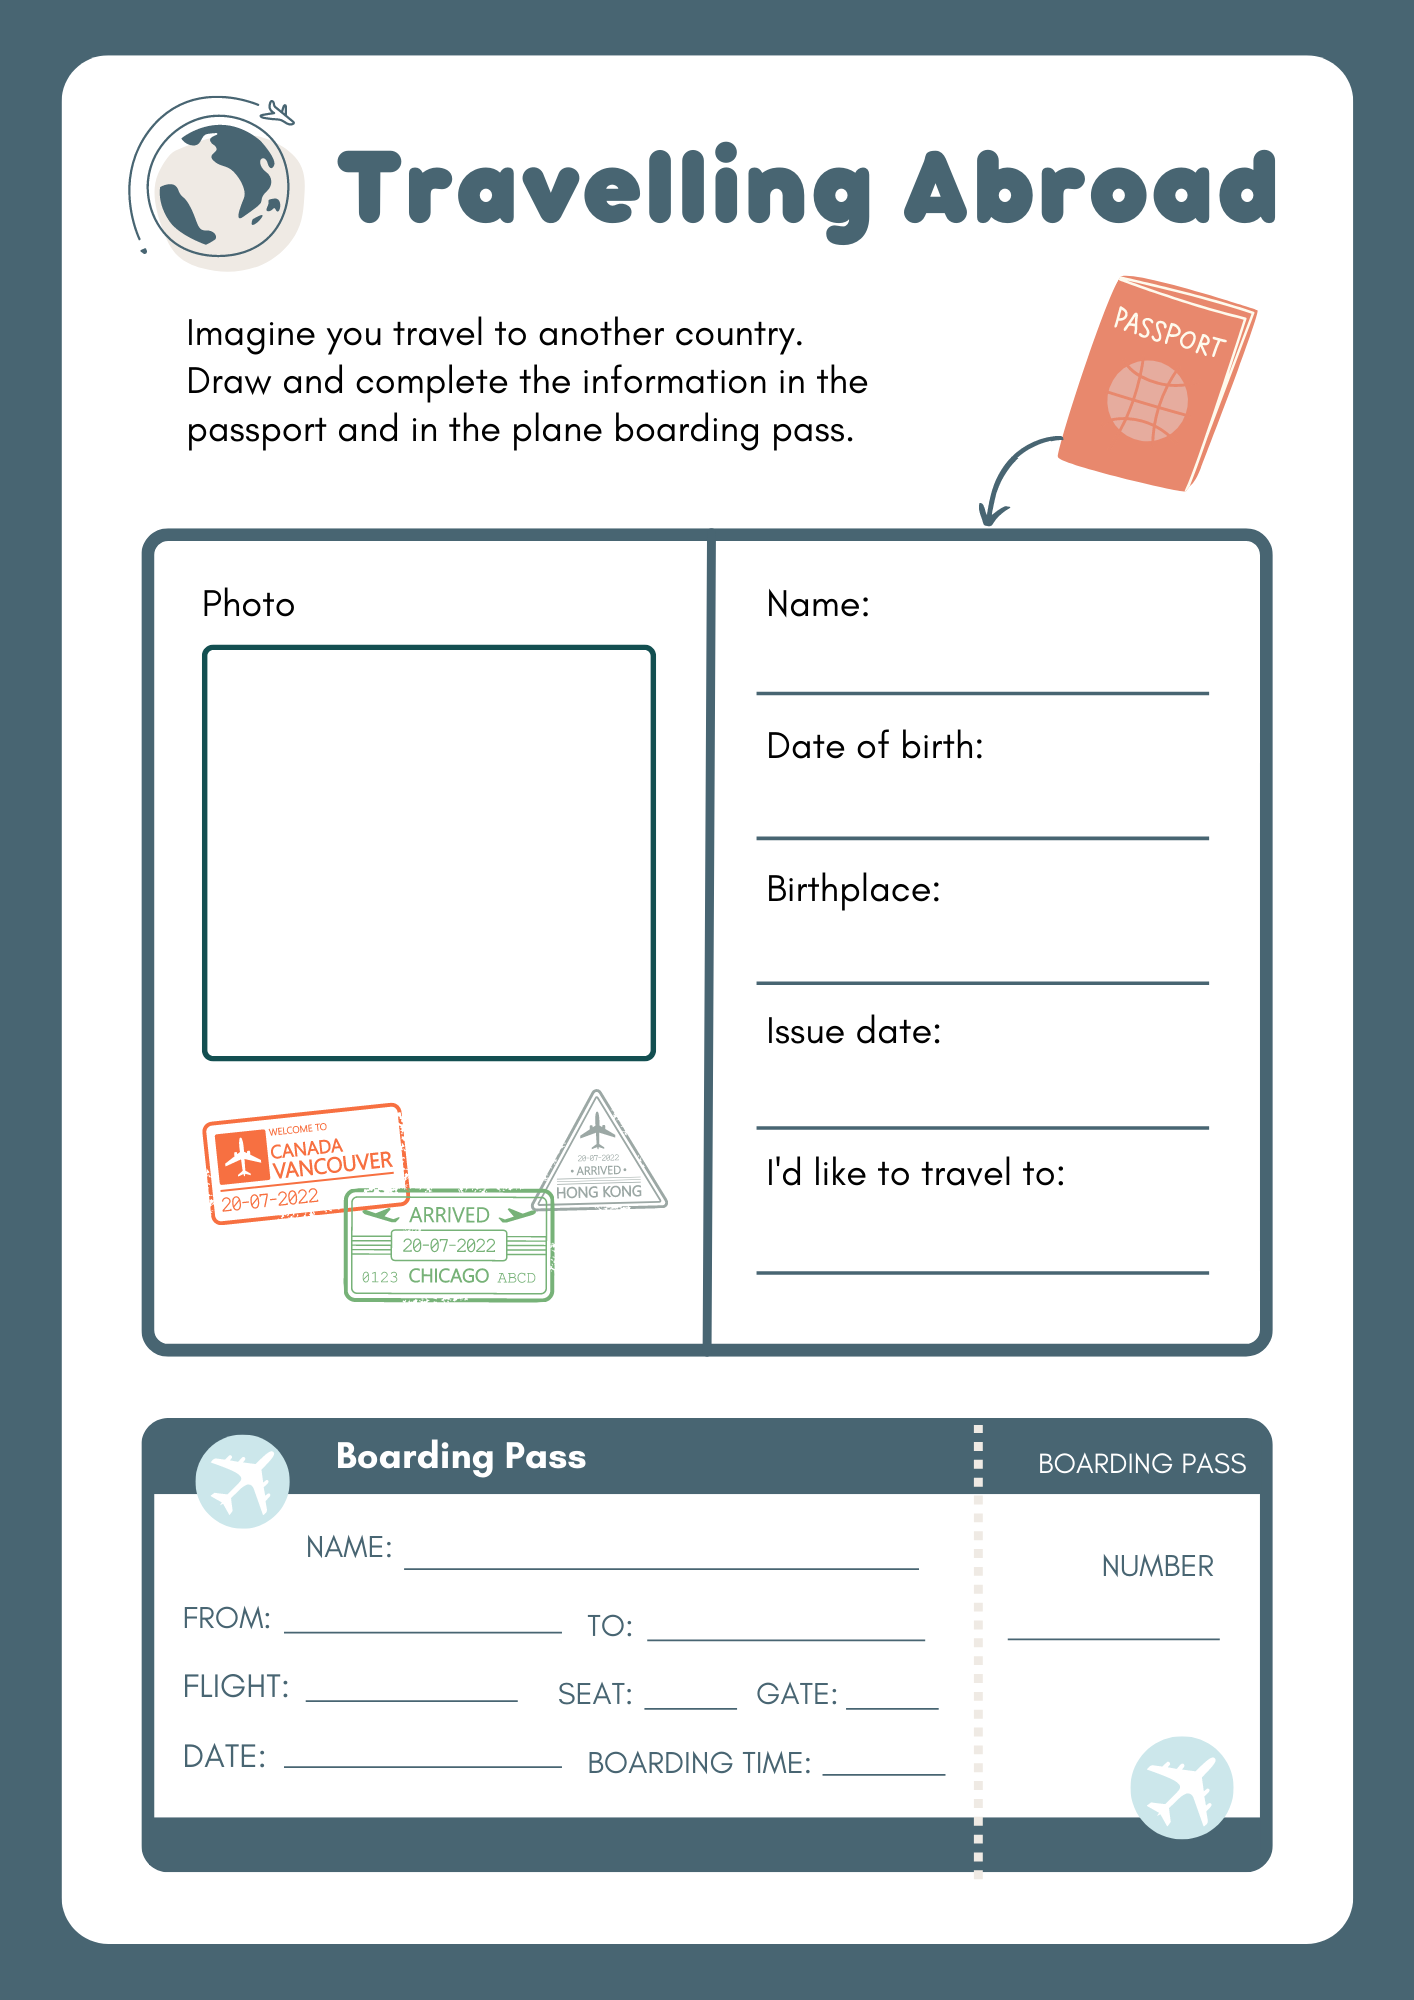 Travelling Abroad
Imagine you travel to another country.
Draw and complete the information in the
passport and in the plane boarding pass.
PASSPORT
Photo
WELCOME TO
CANADA
VANCOUVER
20-07-2022
20-07-2022
• ARRIVED •
HONG KONG
ARRIVED
20-07-2022
0123 CHICAGO ABCD
Name:
Date of birth:
Birthplace:
Issue date:
I'd like to travel to:
Boarding Pass
NAME:
FROM:
TO:
FLIGHT:
SEAT:
GATE:
DATE:
BOARDING TIME:
BOARDING PASS
NUMBER